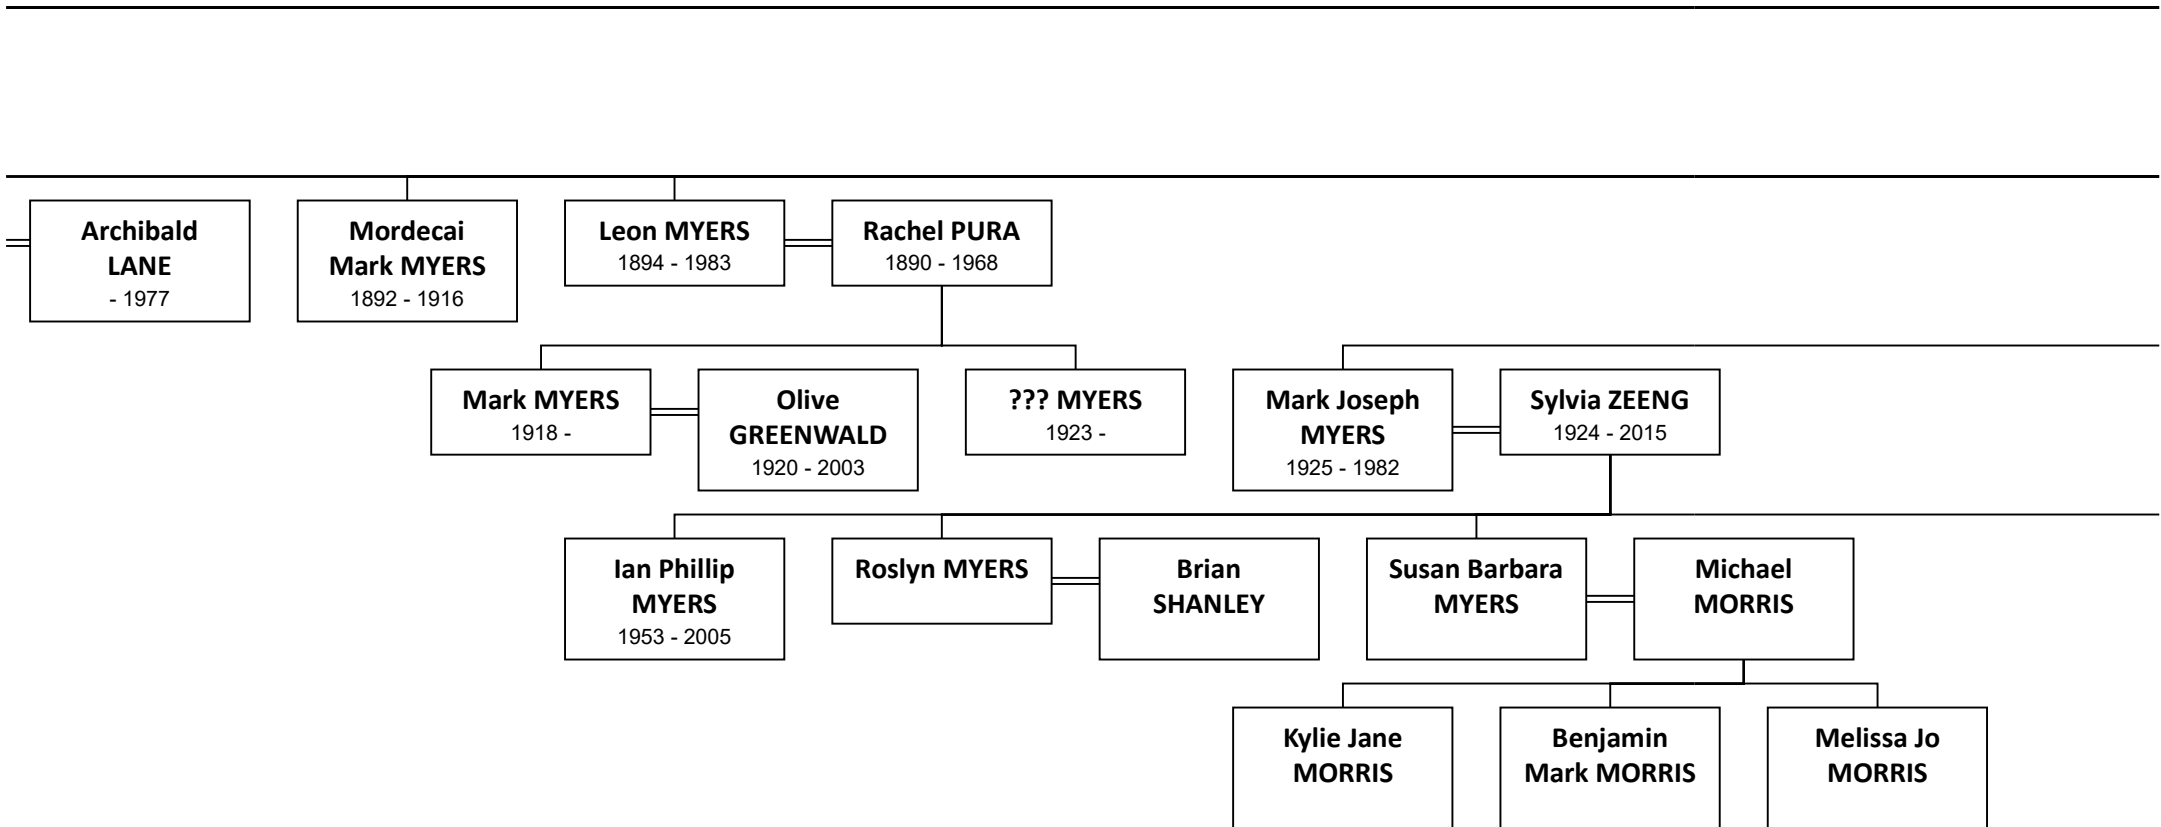 Archibald
LANE
- 1977
Mordecai
Mark MYERS
1892 - 1916
Leon MYERS
1894 - 1983
Rachel PURA
1890 - 1968
Mark MYERS
1918 -
Olive
GREENWALD
1920 - 2003
??? MYERS
1923 -
Mark Joseph
MYERS
1925 - 1982
Sylvia ZEENG
1924 - 2015
Ian Phillip
MYERS
1953 - 2005
Roslyn MYERS
Brian
SHANLEY
Susan Barbara
MYERS
Michael
MORRIS
Kylie Jane
MORRIS
Benjamin
Mark MORRIS
Melissa Jo
MORRIS